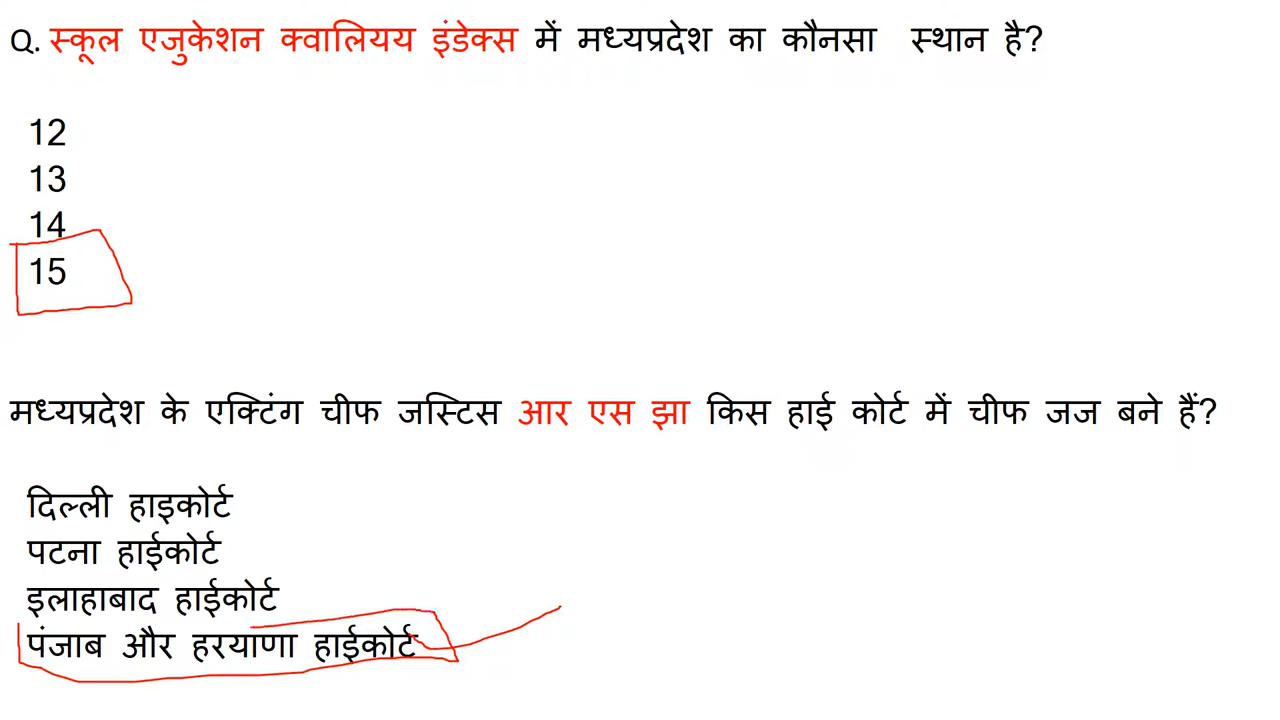 Q. स्कूल एजुकेशन क्वालियय इंडेक्स में मध्यप्रदेश का कौनसा स्थान है?
12
13
14
15
मध्यप्रदेश के एक्टिंग चीफ जस्टिस आर एस झा किस हाई कोर्ट में चीफ जज बने हैं?
दिल्ली हाइकोर्ट
पटना हाईकोर्ट
इलाहाबाद हाईकोर्ट
पंजाब और हरयाणा हाईकोर्ट